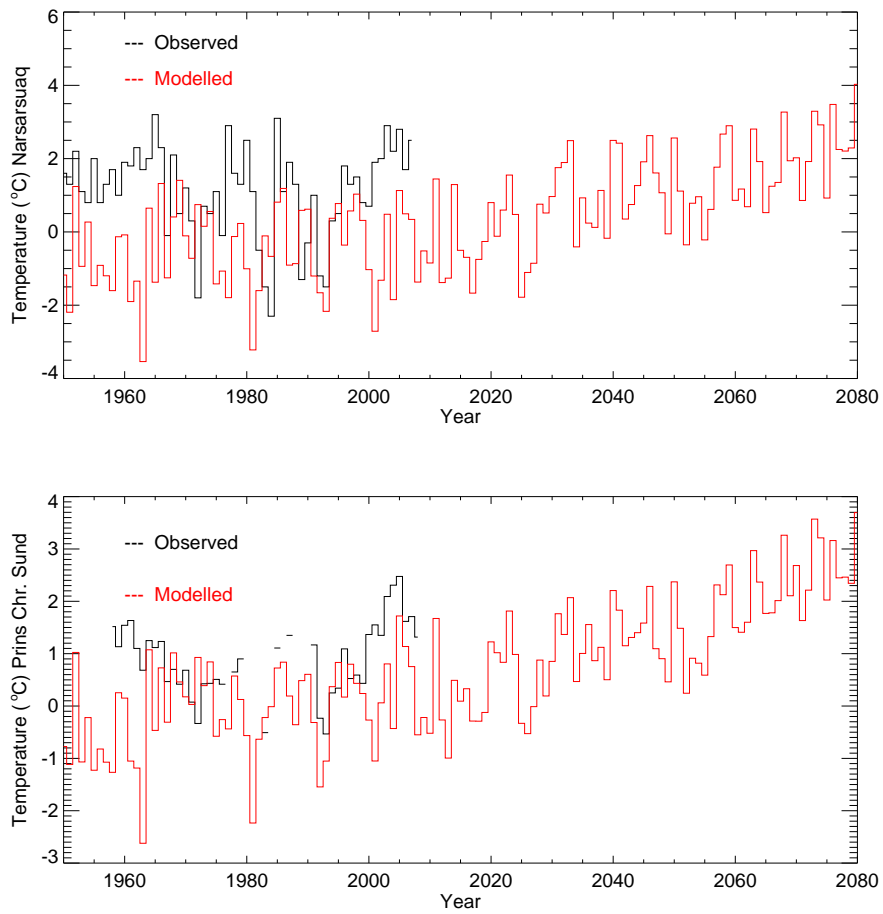 6
4
2
0
-2
-4
Temperature (°C) Narsarsuaq
--- Observed
--- Modelled
1960 1980 2000 2020 2040 2060 2080
Year
4
3
2
1
0
-1
-2
-3
Temperature (°C) Prins Chr. Sund
--- Observed
--- Modelled
1960 1980 2000 2020 2040 2060 2080
Year